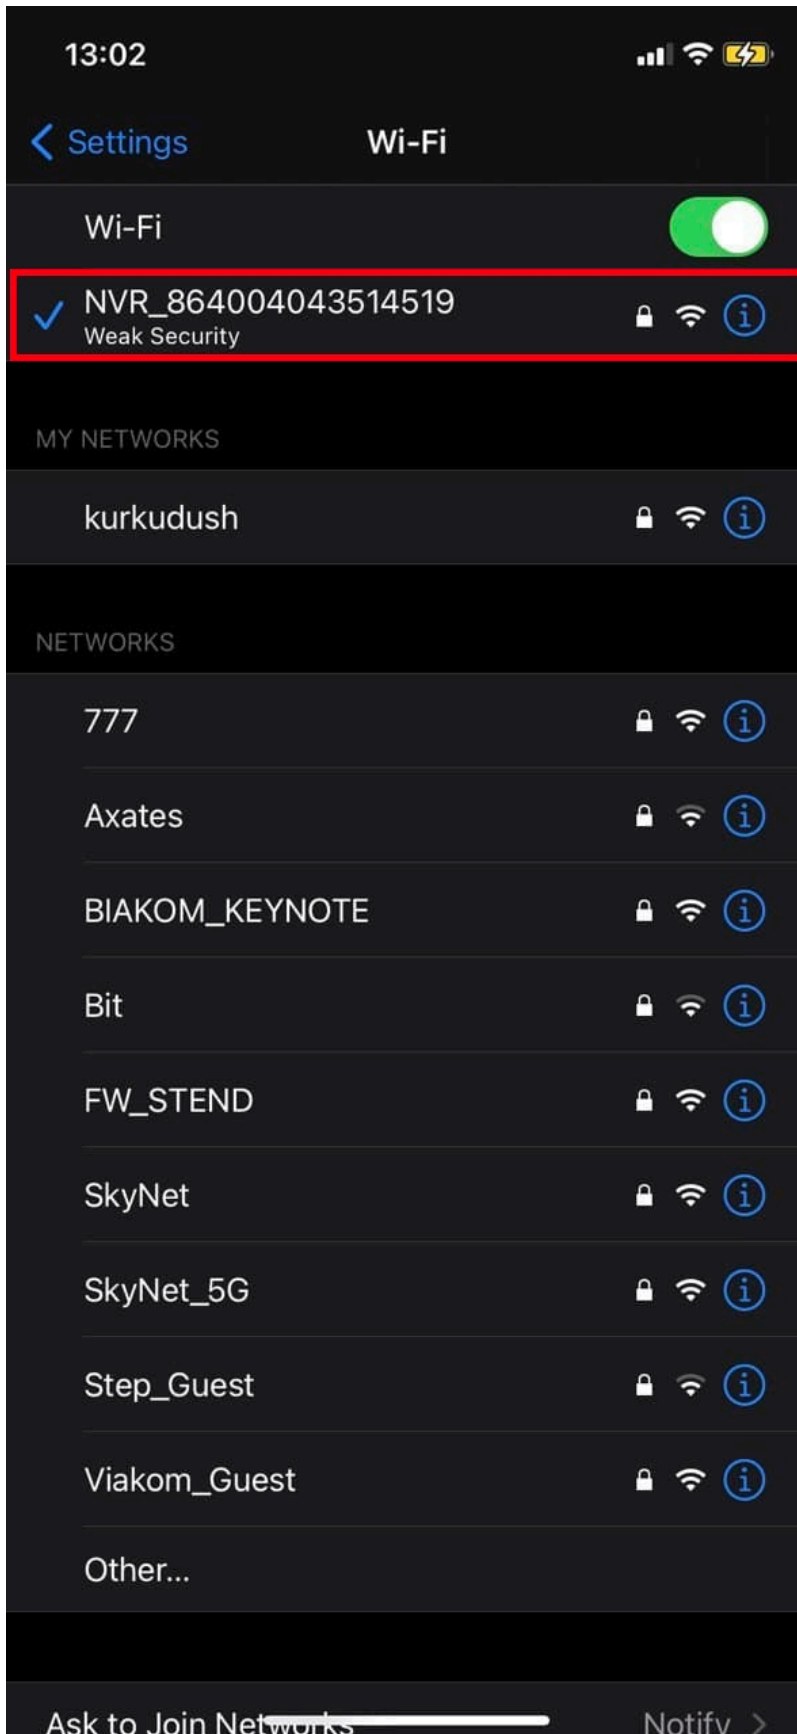 13:02
Settings
Wi-Fi
Wi-Fi
NVR_864004043514519
Weak Security
MY NETWORKS
kurkudush
NETWORKS
777
Axates
BIAKOM_KEYNOTE
Bit
FW_STEND
SkyNet
SkyNet_5G
Step_Guest
Viakom_Guest
Other...
Ask to Join Networks
Notify